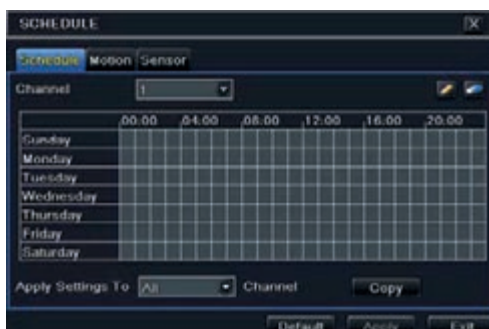 SCHEDULE
Schedule Motion Sensor
Channel 1
00:00 04:00 08:00 12:00 16:00 20:00
Sunday
Monday
Tuesday
Wednesday
Thursday
Friday
Saturday
Apply Settings To All Channel Copy
Default Apply Exit